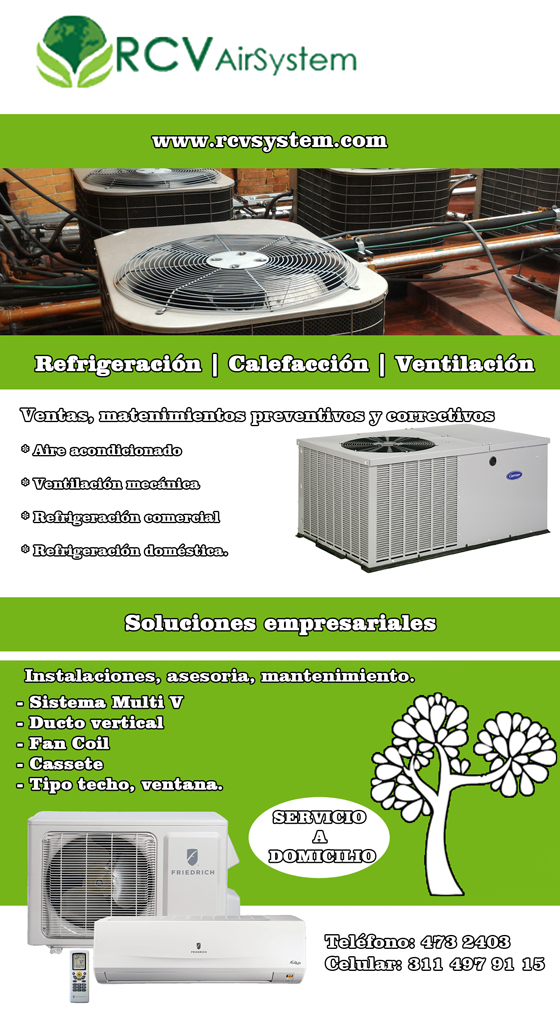 RCV AirSystem
www.rcvsystem.com
Refrigeración | Calefacción | Ventilación
Ventas, matenimientos preventivos y correctivos
* Aire acondicionado
* Ventilación mecánica
* Refrigeración comercial
* Refrigeración doméstica.
Carrier
Soluciones empresariales
Instalaciones, asesoria, mantenimiento.
- Sistema Multi V
- Ducto vertical
- Fan Coil
- Cassete
- Tipo techo, ventana.
SERVICIO
A
DOMICILIO
FRIEDRICH
FRIEDRICH
Teléfono: 473 2403
Celular: 311 497 91 15